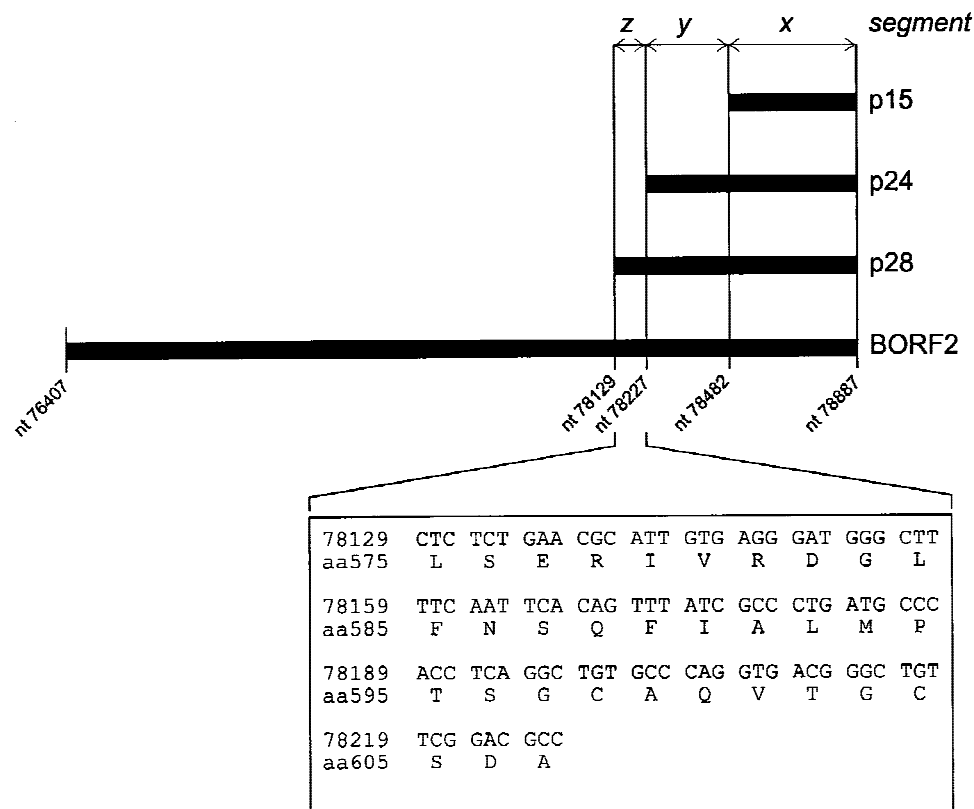 z y x segment
p15
p24
p28
BORF2
nt 76407 nt 78129 nt 78227 nt 78482 nt 78887
78129 CTC TCT GAA CGC ATT GTG AGG GAT GGG CTT
aa575 L S E R I V R D G L
78159 TTC AAT TCA CAG TTT ATC GCC CTG ATG CCC
aa585 F N S Q F I A L M P
78189 ACC TCA GGC TGT GCC CAG GTG ACG GGC TGT
aa595 T S G C A Q V T G C
78219 TCG GAC GCC
aa605 S D A